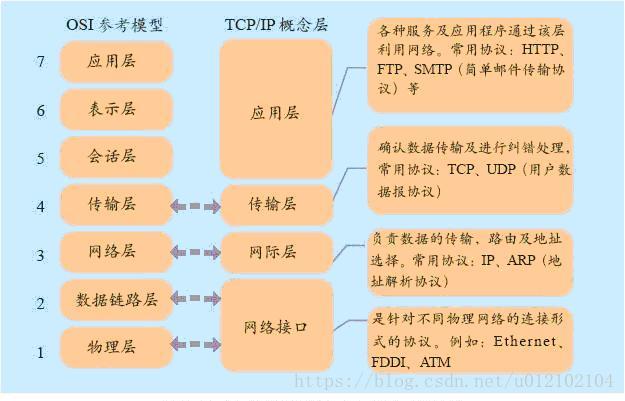 OSI 参考模型
TCP/IP 概念层
7
应用层
6
表示层
5
会话层
4
传输层
3
网络层
2
数据链路层
1
物理层
应用层
传输层
网际层
网络接口
各种服务及应用程序通过该层
利用网络。常用协议：HTTP、
FTP、SMTP（简单邮件传输协
议）等
确认数据传输及进行纠错处理，
常用协议：TCP、UDP（用户数
据报协议）
负责数据的传输，路由及地址
选择。常用协议：IP、ARP（地
址解析协议）
是针对不同物理网络的连接形
式的协议。例如：Ethernet、
FDDI、ATM
https://blog.csdn.net/u012102104